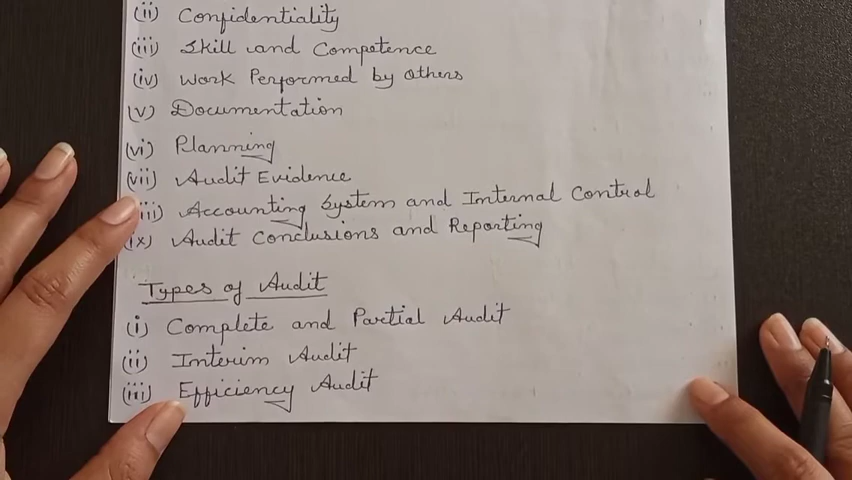 (ii) Confidentiality
(iii) Skill and Competence
(iv) Work Performed by Others
(v) Documentation
(vi) Planning
(vii) Audit Evidence
iii) Accounting System and Internal Control
(ix) Audit Conclusions and Reporting
Types of Audit
(i) Complete and Partial Audit
(ii) Interim Audit
(iii) Efficiency Audit